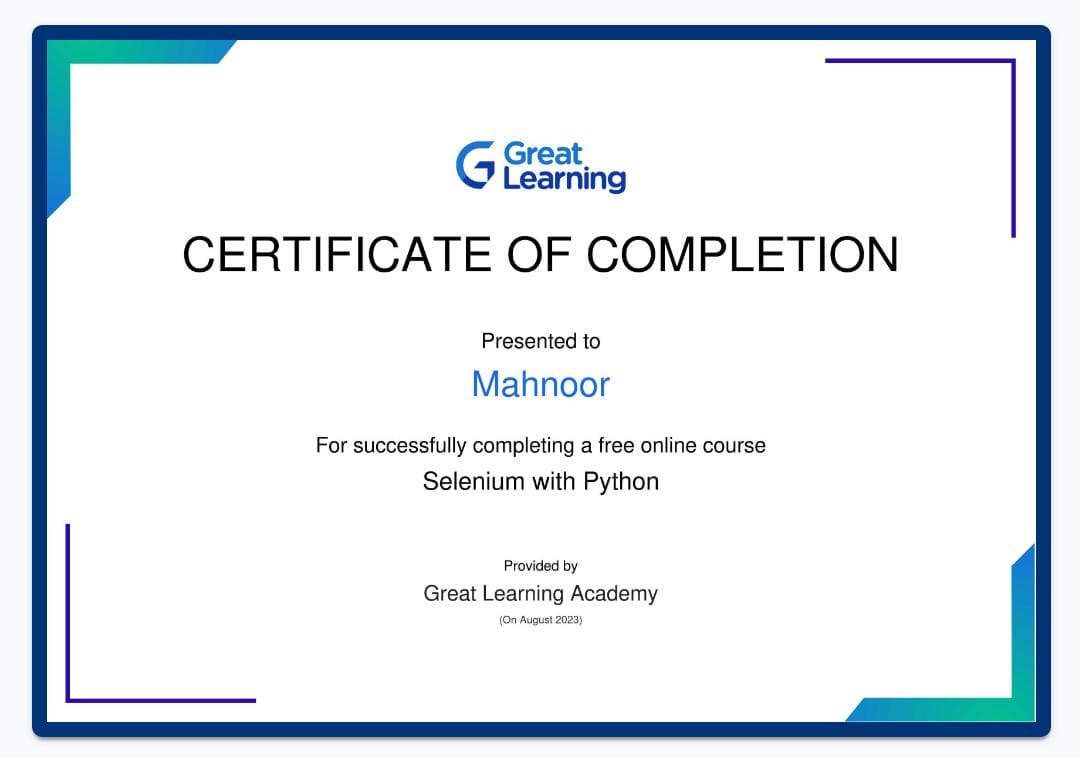 Great
Learning
CERTIFICATE OF COMPLETION
Presented to
Mahnoor
For successfully completing a free online course
Selenium with Python
Provided by
Great Learning Academy
(On August 2023)